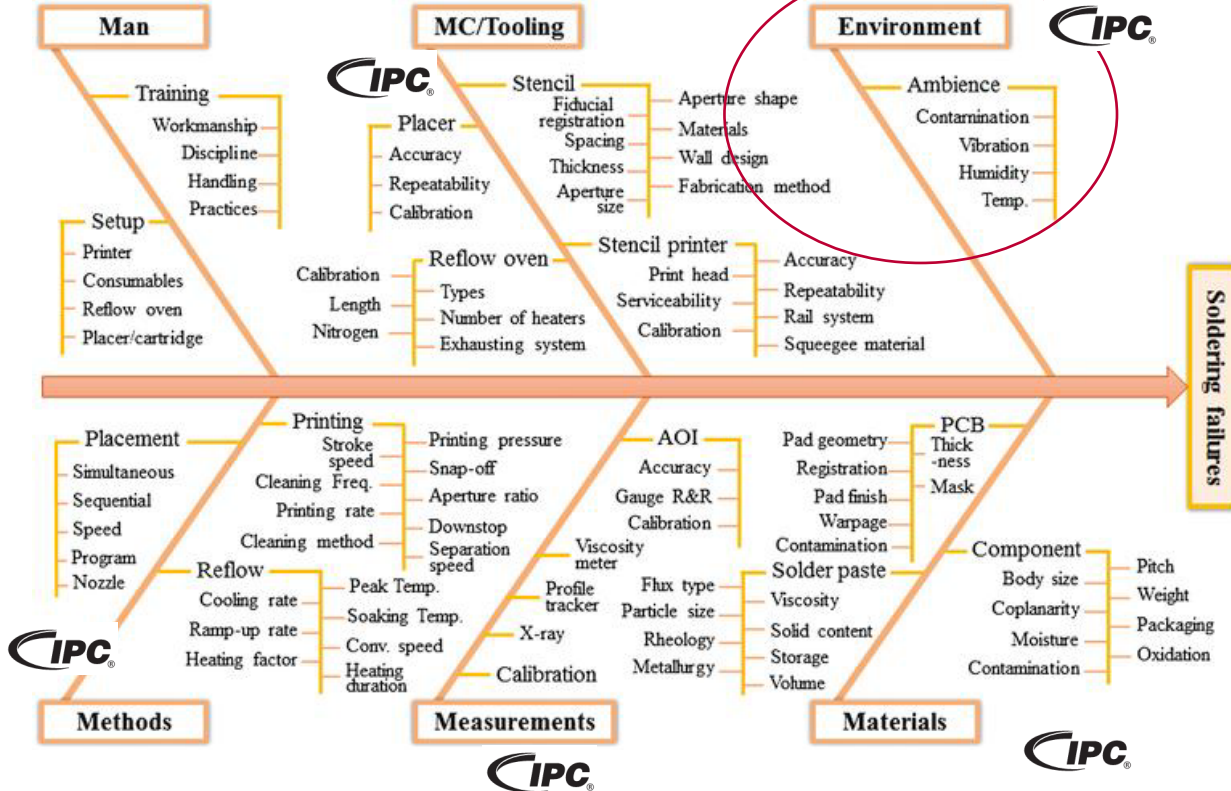 Man
MC/Tooling
Environment
IPC®
IPC®
Training
Workmanship
Discipline
Handling
Practices
Setup
Printer
Consumables
Reflow oven
Placer/cartridge
Placer
Accuracy
Repeatability
Calibration
Stencil
Fiducial
registration
Spacing
Thickness
Aperture
size
Aperture shape
Materials
Wall design
Fabrication method
Reflow oven
Calibration
Length
Nitrogen
Types
Number of heaters
Exhausting system
Stencil printer
Print head
Serviceability
Calibration
Accuracy
Repeatability
Rail system
Squeegee material
Ambience
Contamination
Vibration
Humidity
Temp.
Soldering failures
Placement
Simultaneous
Sequential
Speed
Program
Nozzle
Printing
Stroke
speed
Cleaning Freq.
Printing rate
Cleaning method
Printing pressure
Snap-off
Aperture ratio
Downstop
Separation
speed
Reflow
Cooling rate
Ramp-up rate
Heating factor
Peak Temp.
Soaking Temp.
Conv. speed
Heating
duration
AOI
Accuracy
Gauge R&R
Calibration
Viscosity
meter
Profile
tracker
X-ray
Calibration
PCB
Pad geometry
Registration
Pad finish
Warpage
Contamination
Thick
-ness
Mask
Solder paste
Flux type
Particle size
Rheology
Metallurgy
Viscosity
Solid content
Storage
Volume
Component
Body size
Coplanarity
Moisture
Contamination
Pitch
Weight
Packaging
Oxidation
IPC®
Methods
Measurements
Materials
IPC®
IPC®